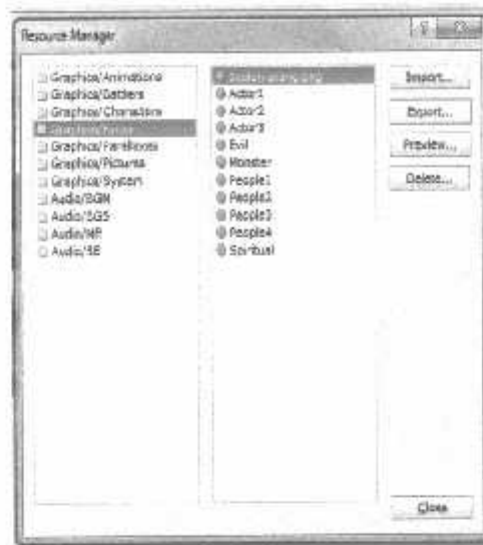 Resource Manager
Graphics/Animations
Graphics/Battlers
Graphics/Characters
Graphics/Faces
Graphics/Parallaxes
Graphics/Pictures
Graphics/System
Audio/BGM
Audio/BGS
Audio/ME
Audio/SE
Actor1
Actor2
Actor3
Evil
Monster
People1
People2
People3
People4
Spiritual
Import...
Export...
Preview...
Delete...
Close